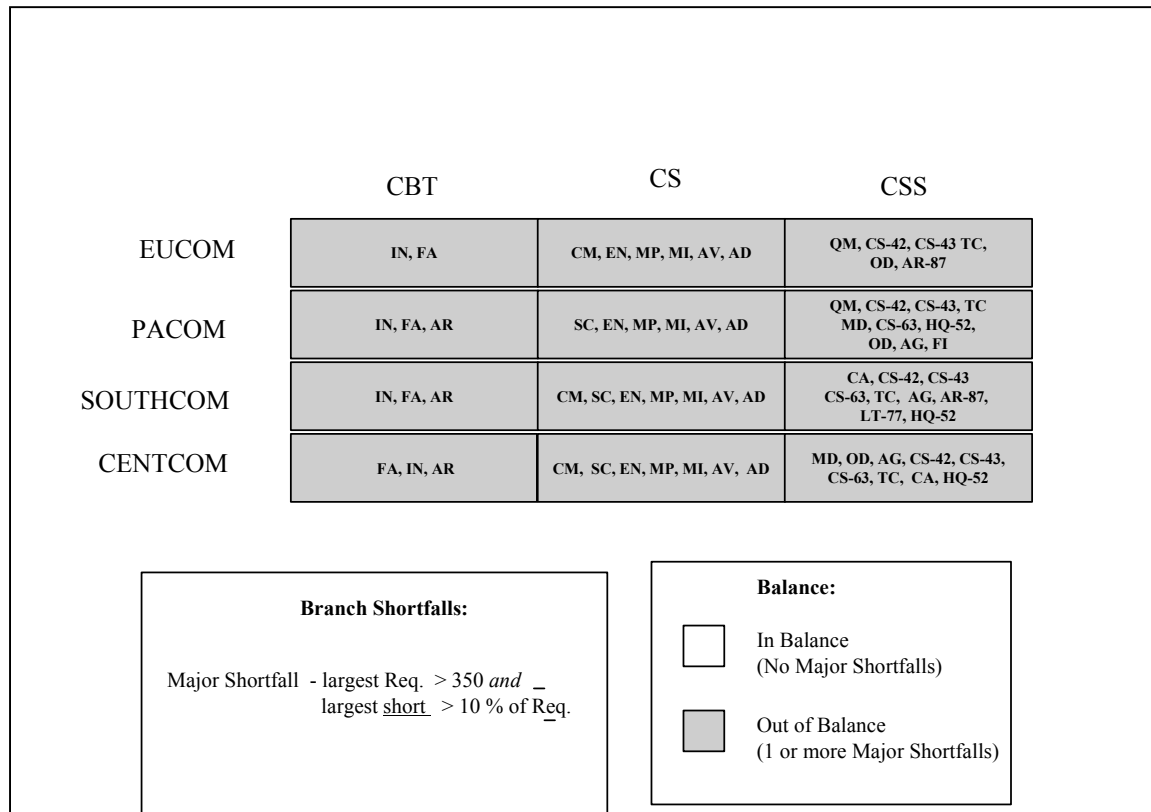 CBT CS CSS
EUCOM
IN, FA
CM, EN, MP, MI, AV, AD
QM, CS-42, CS-43 TC,
OD, AR-87
PACOM
IN, FA, AR
SC, EN, MP, MI, AV, AD
QM, CS-42, CS-43, TC
MD, CS-63, HQ-52,
OD, AG, FI
SOUTHCOM
IN, FA, AR
CM, SC, EN, MP, MI, AV, AD
CA, CS-42, CS-43
CS-63, TC, AG, AR-87,
LT-77, HQ-52
CENTCOM
FA, IN, AR
CM, SC, EN, MP, MI, AV, AD
MD, OD, AG, CS-42, CS-43,
CS-63, TC, CA, HQ-52
Branch Shortfalls:
Major Shortfall - largest Req. > 350 and
largest short > 10 % of Req.
Balance:
In Balance
(No Major Shortfalls)
Out of Balance
(1 or more Major Shortfalls)